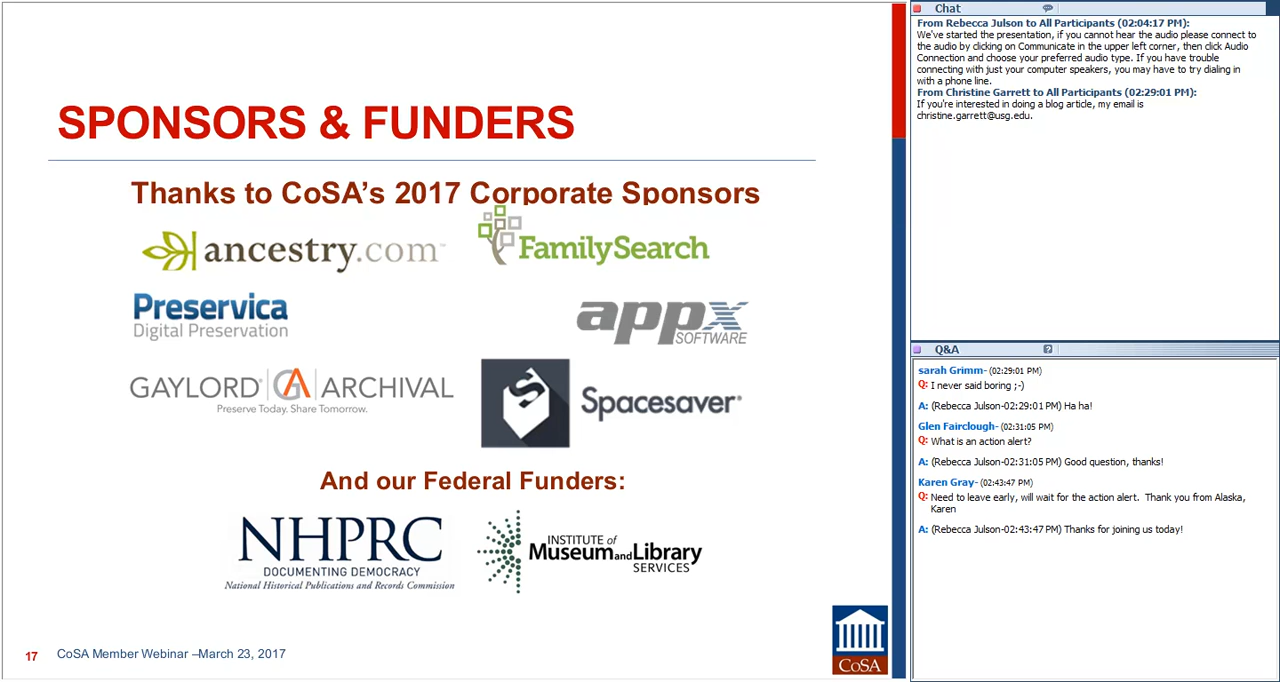 SPONSORS & FUNDERS
Thanks to CoSA’s 2017 Corporate Sponsors
ancestry.com™
FamilySearch
Preservica
Digital Preservation
appx
SOFTWARE
GAYLORD® GA ARCHIVAL
Preserve Today. Share Tomorrow.
S
Spacesaver®
And our Federal Funders:
NHPRC
DOCUMENTING DEMOCRACY
National Historical Publications and Records Commission
INSTITUTE of
Museum and Library
SERVICES
17 CoSA Member Webinar –March 23, 2017
CoSA
Chat
From Rebecca Julson to All Participants (02:04:17 PM):
We've started the presentation, if you cannot hear the audio please connect to
the audio by clicking on Communicate in the upper left corner, then click Audio
Connection and choose your preferred audio type. If you have trouble
connecting with just your computer speakers, you may have to try dialing in
with a phone line.
From Christine Garrett to All Participants (02:29:01 PM):
If you're interested in doing a blog article, my email is
christine.garrett@usg.edu.
Q&A
sarah Grimm- (02:29:01 PM)
Q: I never said boring ;-)
A: (Rebecca Julson-02:29:01 PM) Ha ha!
Glen Fairclough- (02:31:05 PM)
Q: What is an action alert?
A: (Rebecca Julson-02:31:05 PM) Good question, thanks!
Karen Gray- (02:43:47 PM)
Q: Need to leave early, will wait for the action alert. Thank you from Alaska,
Karen
A: (Rebecca Julson-02:43:47 PM) Thanks for joining us today!